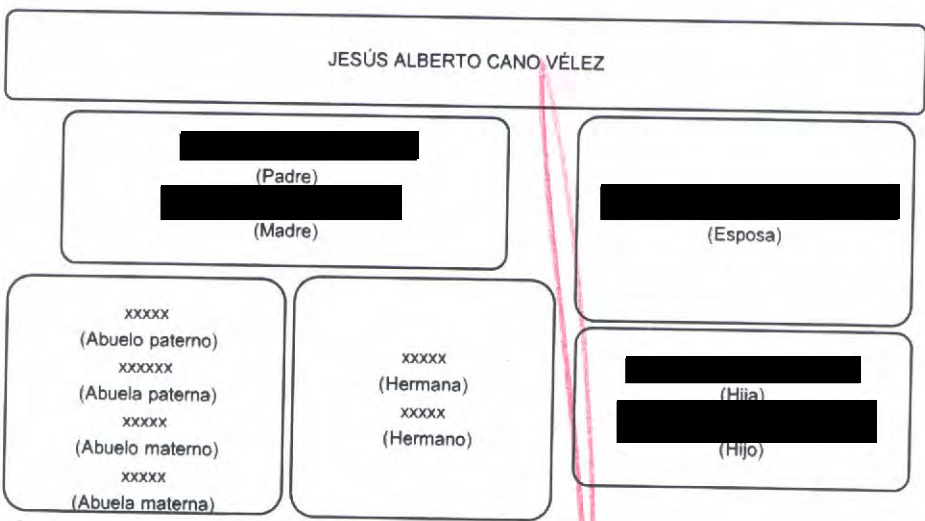 JESÚS ALBERTO CANO VÉLEZ
(Padre)
(Madre)
(Esposa)
xxxxx
(Abuelo paterno)
xxxxxx
(Abuela paterna)
xxxxx
(Abuelo materno)
xxxxx
(Abuela materna)
xxxxx
(Hermana)
xxxxx
(Hermano)
(Hija)
(Hijo)